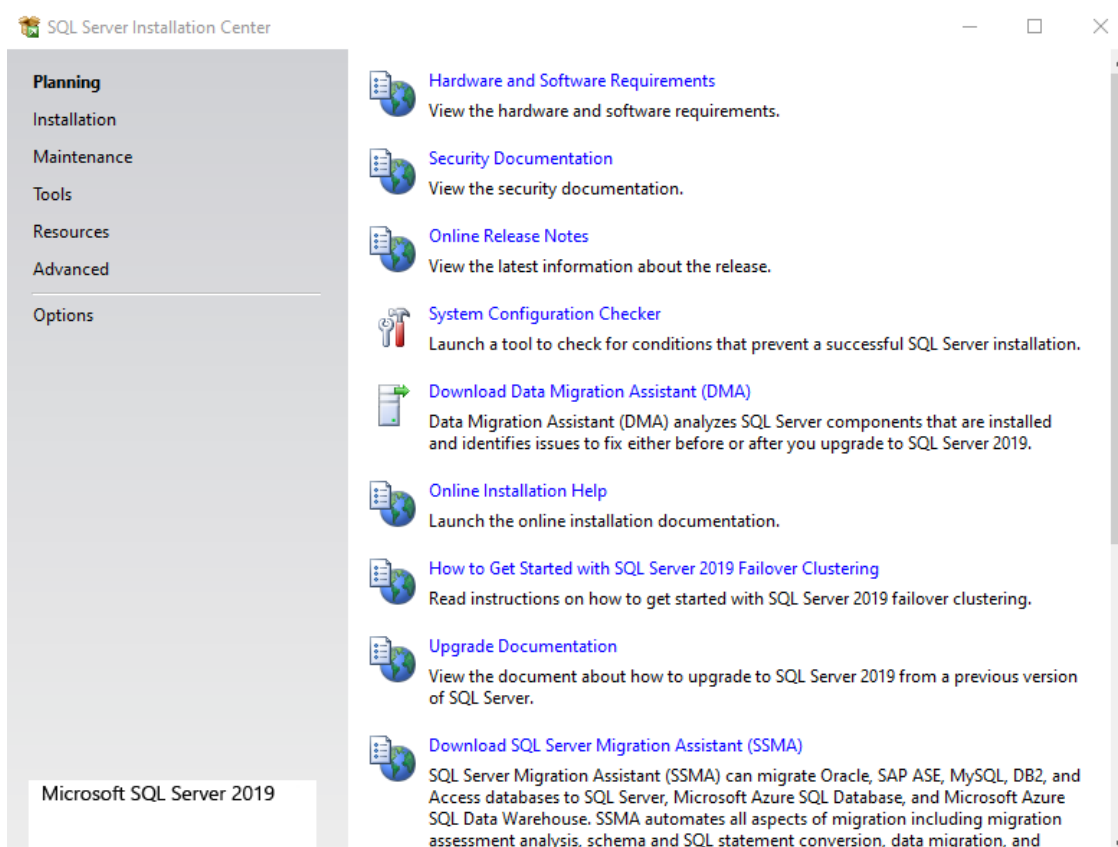 SQL Server Installation Center
Planning
Installation
Maintenance
Tools
Resources
Advanced
Options
Microsoft SQL Server 2019
Hardware and Software Requirements
View the hardware and software requirements.
Security Documentation
View the security documentation.
Online Release Notes
View the latest information about the release.
System Configuration Checker
Launch a tool to check for conditions that prevent a successful SQL Server installation.
Download Data Migration Assistant (DMA)
Data Migration Assistant (DMA) analyzes SQL Server components that are installed
and identifies issues to fix either before or after you upgrade to SQL Server 2019.
Online Installation Help
Launch the online installation documentation.
How to Get Started with SQL Server 2019 Failover Clustering
Read instructions on how to get started with SQL Server 2019 failover clustering.
Upgrade Documentation
View the document about how to upgrade to SQL Server 2019 from a previous version
of SQL Server.
Download SQL Server Migration Assistant (SSMA)
SQL Server Migration Assistant (SSMA) can migrate Oracle, SAP ASE, MySQL, DB2, and
Access databases to SQL Server, Microsoft Azure SQL Database, and Microsoft Azure
SQL Data Warehouse. SSMA automates all aspects of migration including migration
assessment analysis, schema and SQL statement conversion, data migration, and